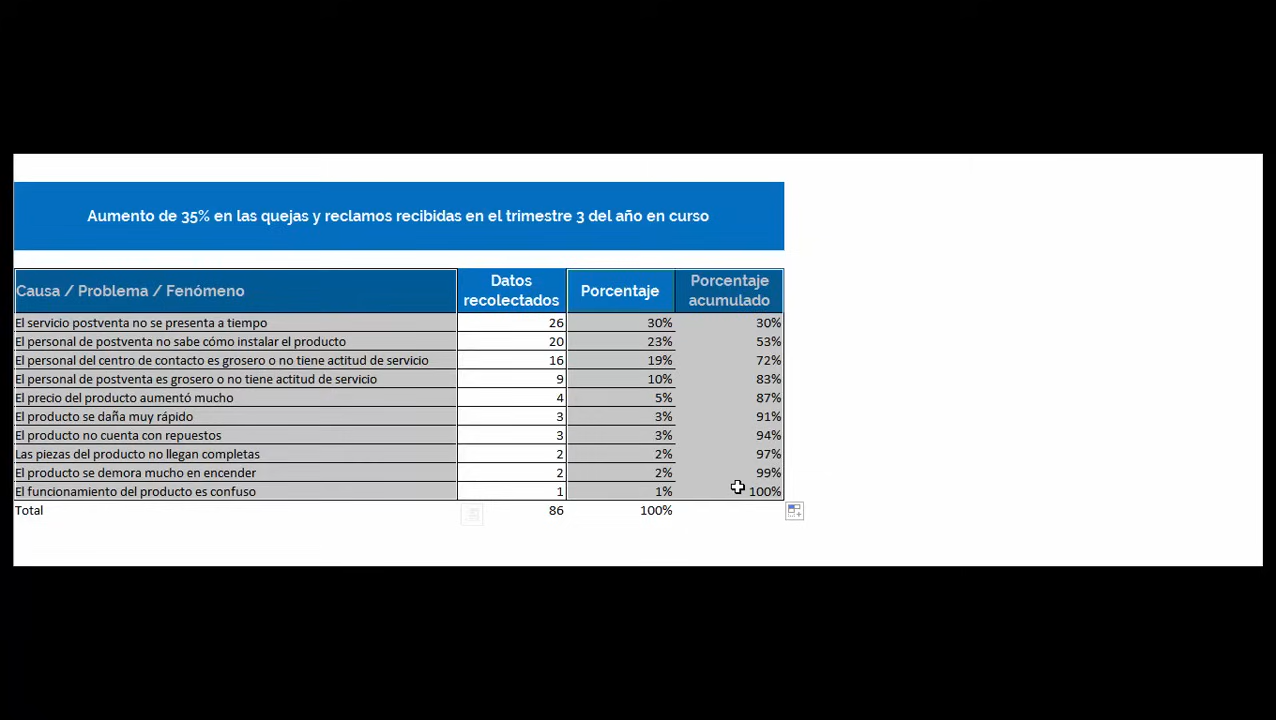 Aumento de 35% en las quejas y reclamos recibidas en el trimestre 3 del año en curso
Causa / Problema / Fenómeno Datos recolectados Porcentaje Porcentaje acumulado
El servicio postventa no se presenta a tiempo 26 30% 30%
El personal de postventa no sabe cómo instalar el producto 20 23% 53%
El personal del centro de contacto es grosero o no tiene actitud de servicio 16 19% 72%
El personal de postventa es grosero o no tiene actitud de servicio 9 10% 83%
El precio del producto aumentó mucho 4 5% 87%
El producto se daña muy rápido 3 3% 91%
El producto no cuenta con repuestos 3 3% 94%
Las piezas del producto no llegan completas 2 2% 97%
El producto se demora mucho en encender 2 2% 99%
El funcionamiento del producto es confuso 1 1% 100%
Total 86 100%